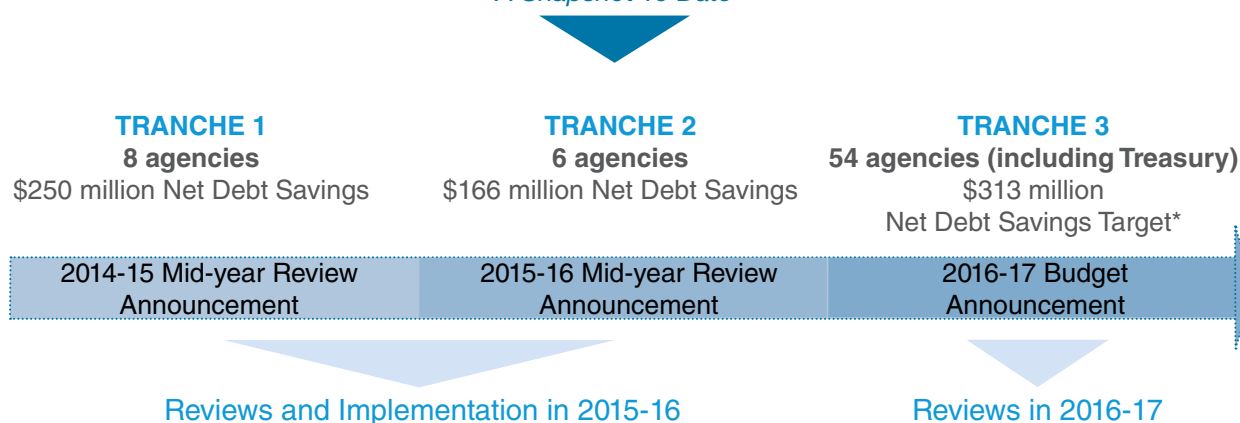 TRANCHE 1
8 agencies
$250 million Net Debt Savings
TRANCHE 2
6 agencies
$166 million Net Debt Savings
TRANCHE 3
54 agencies (including Treasury)
$313 million
Net Debt Savings Target*
2014-15 Mid-year Review
Announcement
2015-16 Mid-year Review
Announcement
2016-17 Budget
Announcement
Reviews and Implementation in 2015-16
Reviews in 2016-17